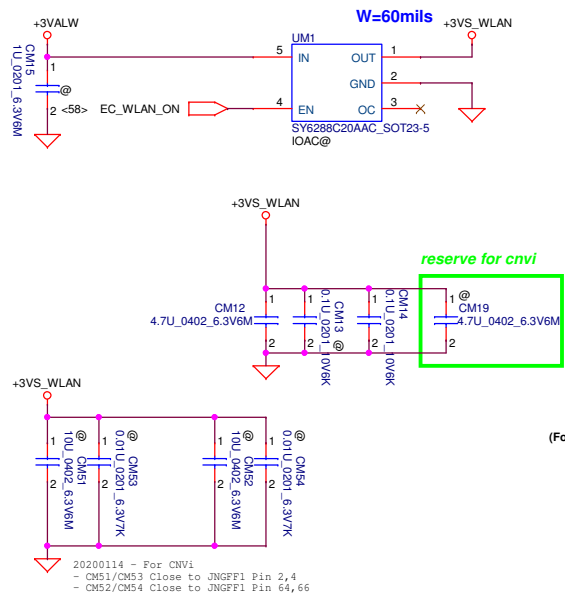 W=60mils
+3VALW
+3VS_WLAN
UM1
CM15
1U_0201_6.3V6M
@
1
2
<58>
5
IN
OUT
1
GND
2
EC_WLAN_ON
4
EN
OC
3
SY6288C20AAC_SOT23-5
IOAC@
+3VS_WLAN
reserve for cnvi
1
CM12
4.7U_0402_6.3V6M
2
1
CM13
0.1U_0201_10V6K
@
2
1
CM14
0.1U_0201_10V6K
2
@
1
CM19
4.7U_0402_6.3V6M
2
+3VS_WLAN
(Fo
@
1
CM51
10U_0402_6.3V6M
2
@
1
CM53
0.01U_0201_6.3V7K
2
@
1
CM52
10U_0402_6.3V6M
2
@
1
CM54
0.01U_0201_6.3V7K
2
20200114 - For CNVi
- CM51/CM53 Close to JNGFF1 Pin 2,4
- CM52/CM54 Close to JNGFF1 Pin 64,66